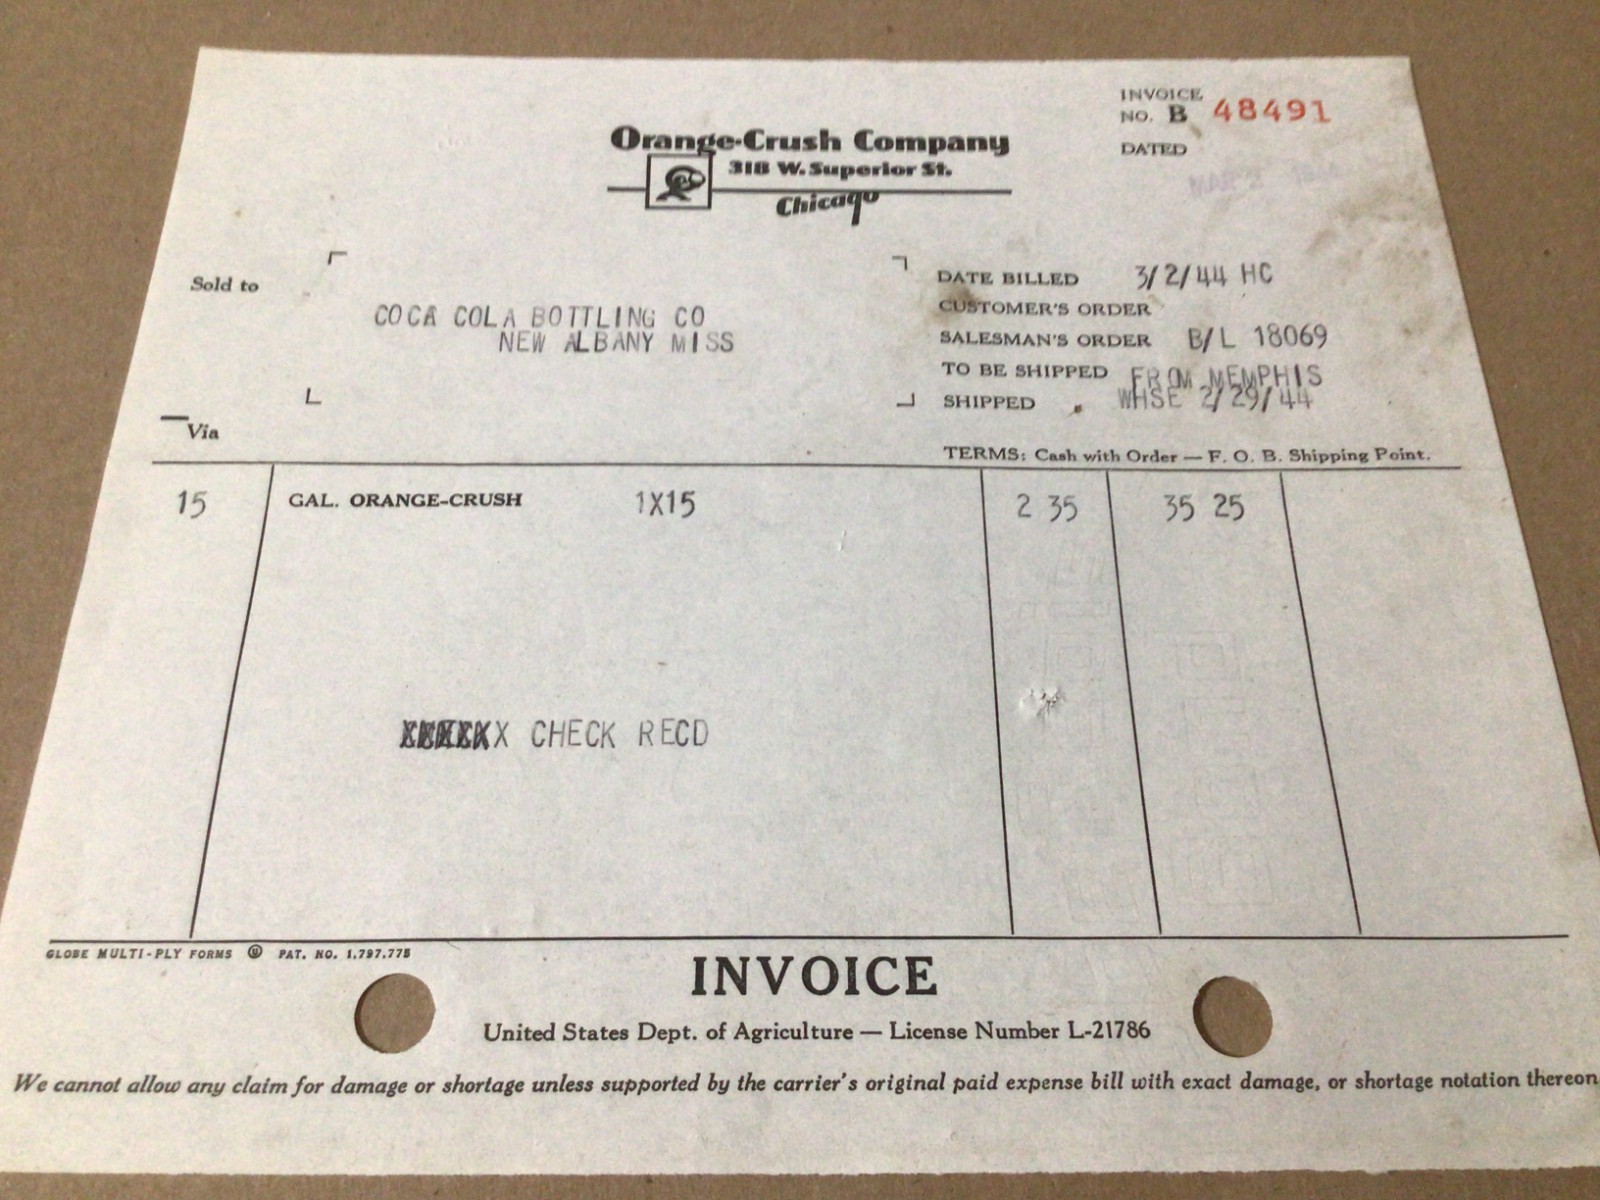 INVOICE
NO. B 48491
DATED
MAR 2
Orange-Crush Company
318 W. Superior St.
Chicago
Sold to
COCA COLA BOTTLING CO
NEW ALBANY MISS
DATE BILLED 3/2/44 HC
CUSTOMER'S ORDER
SALESMAN'S ORDER B/L 18069
TO BE SHIPPED FROM MEMPHIS
SHIPPED WHSE 2/29/44
Via
TERMS: Cash with Order — F. O. B. Shipping Point.
15 GAL. ORANGE-CRUSH 1X15 2 35 35 25
X CHECK RECD
GLOBE MULTI-PLY FORMS U PAT. NO. 1,797,775
INVOICE
United States Dept. of Agriculture — License Number L-21786
We cannot allow any claim for damage or shortage unless supported by the carrier's original paid expense bill with exact damage, or shortage notation thereon